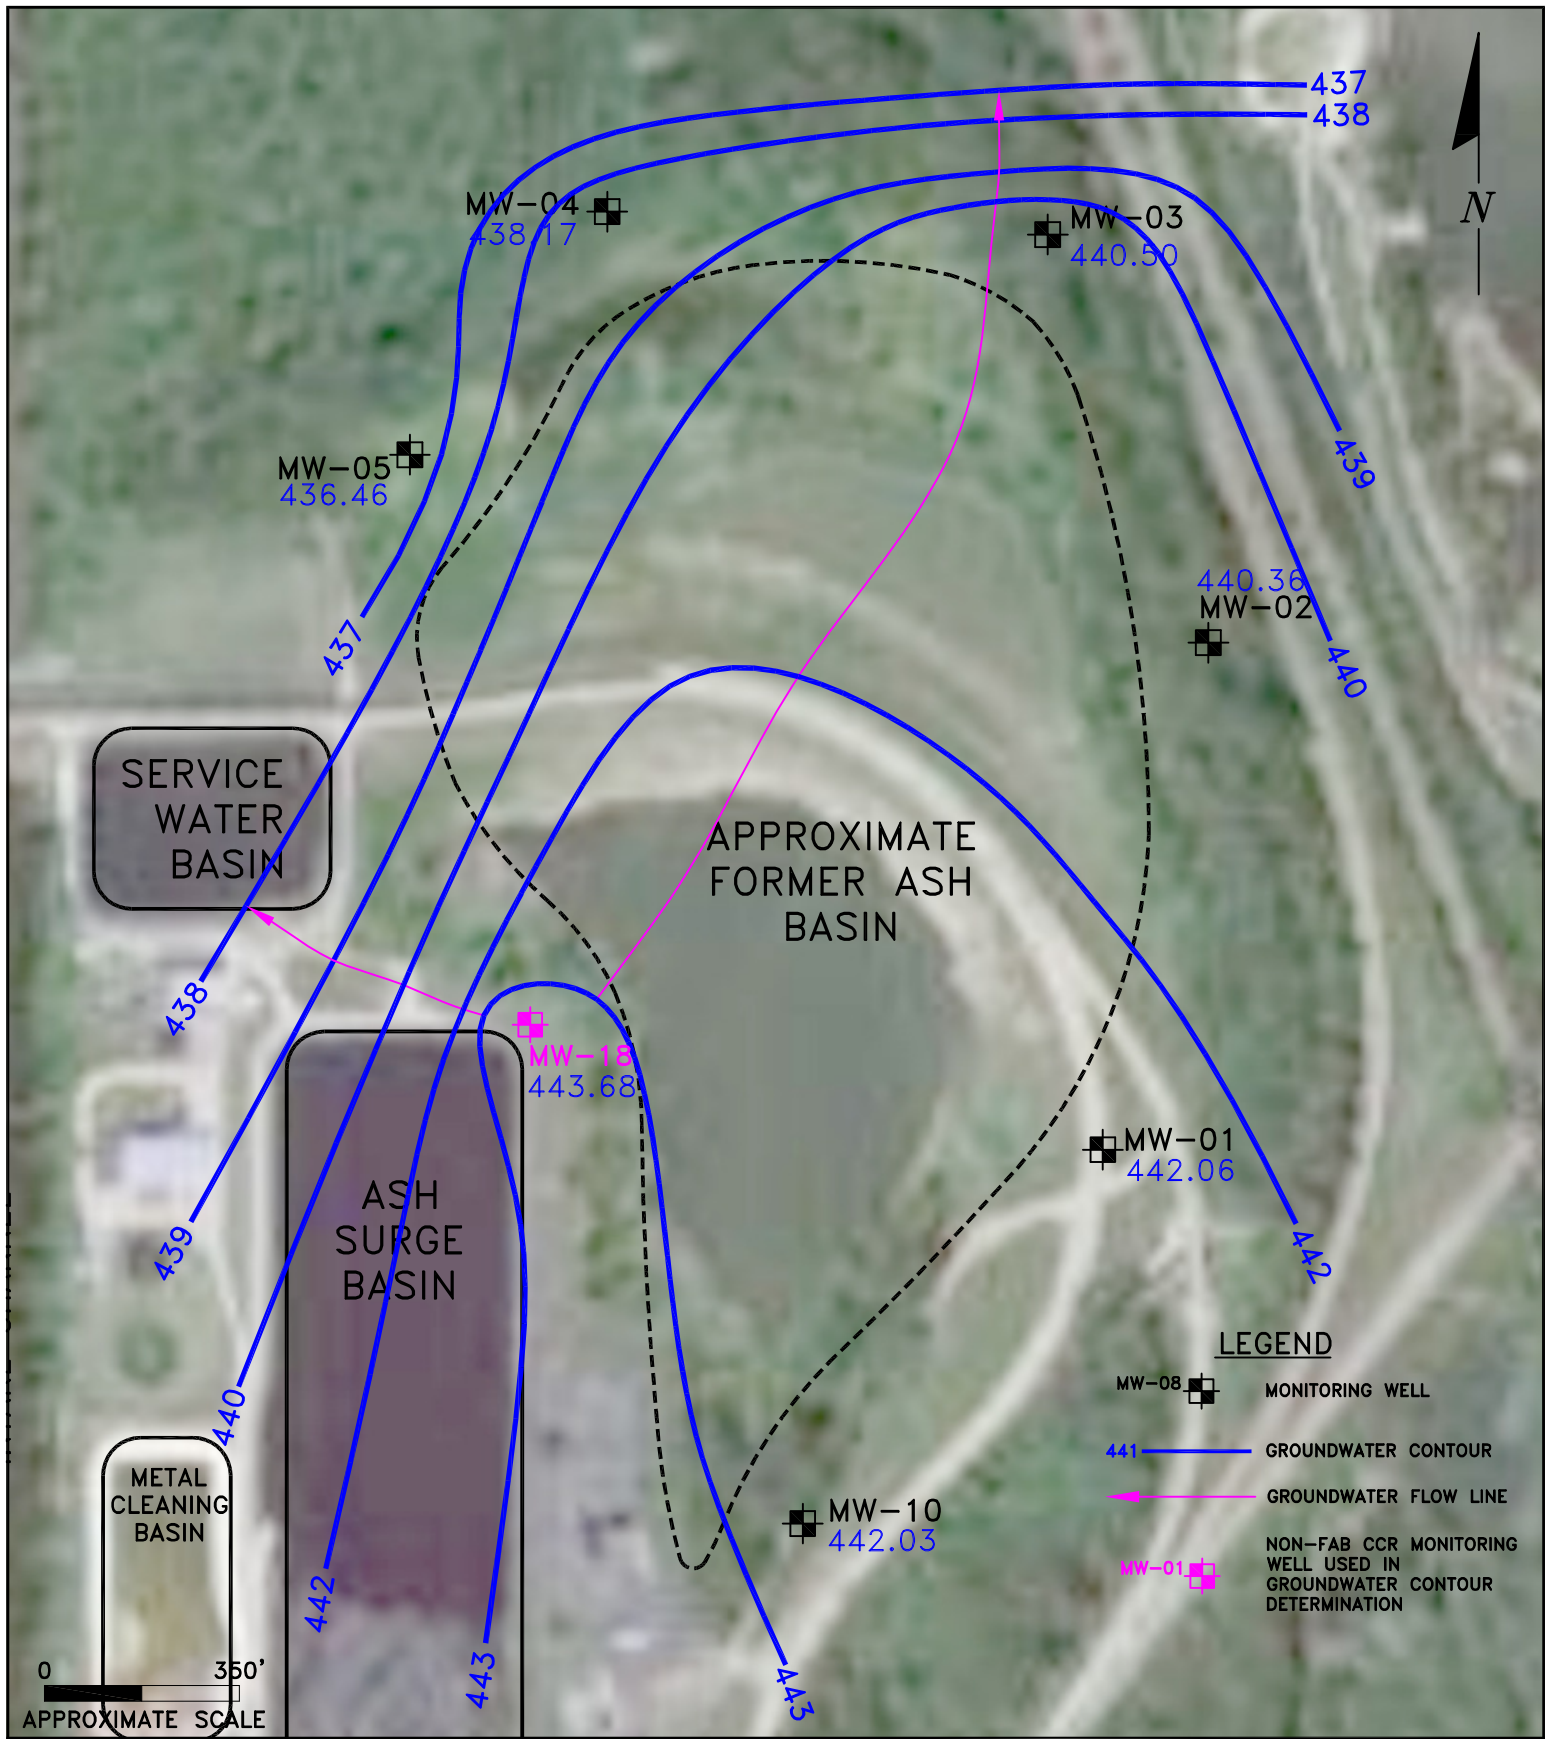 437
438
N
MW-04
438.17
MW-03
440.50
MW-05
436.46
439
440.36
MW-02
437
440
SERVICE
WATER
BASIN
APPROXIMATE
FORMER ASH
BASIN
438
MW-18
443.68
MW-01
442.06
ASH
SURGE
BASIN
439
442
LEGEND
MW-08
MONITORING WELL
440
441
GROUNDWATER CONTOUR
METAL
CLEANING
BASIN
GROUNDWATER FLOW LINE
MW-10
442.03
MW-01
NON-FAB CCR MONITORING
WELL USED IN
GROUNDWATER CONTOUR
DETERMINATION
442
443
443
0 350'
APPROXIMATE SCALE